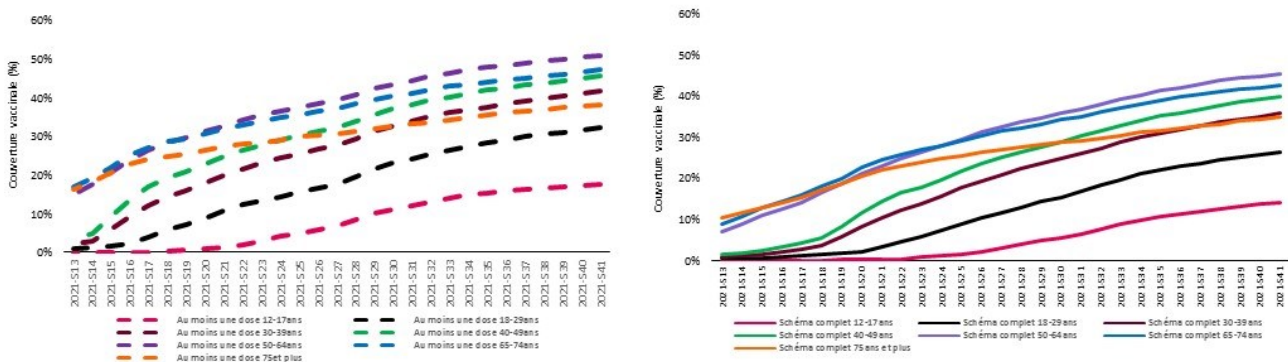 Couverture vaccinale (%)
60%
50%
40%
30%
20%
10%
0%
2021-S13
2021-S14
2021-S15
2021-S16
2021-S17
2021-S18
2021-S19
2021-S20
2021-S21
2021-S22
2021-S23
2021-S24
2021-S25
2021-S26
2021-S27
2021-S28
2021-S29
2021-S30
2021-S31
2021-S32
2021-S33
2021-S34
2021-S35
2021-S36
2021-S37
2021-S38
2021-S39
2021-S40
2021-S41
Au moins une dose 12-17ans
Au moins une dose 18-29ans
Au moins une dose 30-39ans
Au moins une dose 40-49ans
Au moins une dose 50-64ans
Au moins une dose 65-74ans
Au moins une dose 75et plus
Couverture vaccinale (%)
60%
50%
40%
30%
20%
10%
0%
2021-S13
2021-S14
2021-S15
2021-S16
2021-S17
2021-S18
2021-S19
2021-S20
2021-S21
2021-S22
2021-S23
2021-S24
2021-S25
2021-S26
2021-S27
2021-S28
2021-S29
2021-S30
2021-S31
2021-S32
2021-S33
2021-S34
2021-S35
2021-S36
2021-S37
2021-S38
2021-S39
2021-S40
2021-S41
Schéma complet 12-17ans
Schéma complet 18-29ans
Schéma complet 30-39ans
Schéma complet 40-49ans
Schéma complet 50-64ans
Schéma complet 65-74ans
Schéma complet 75ans et plus